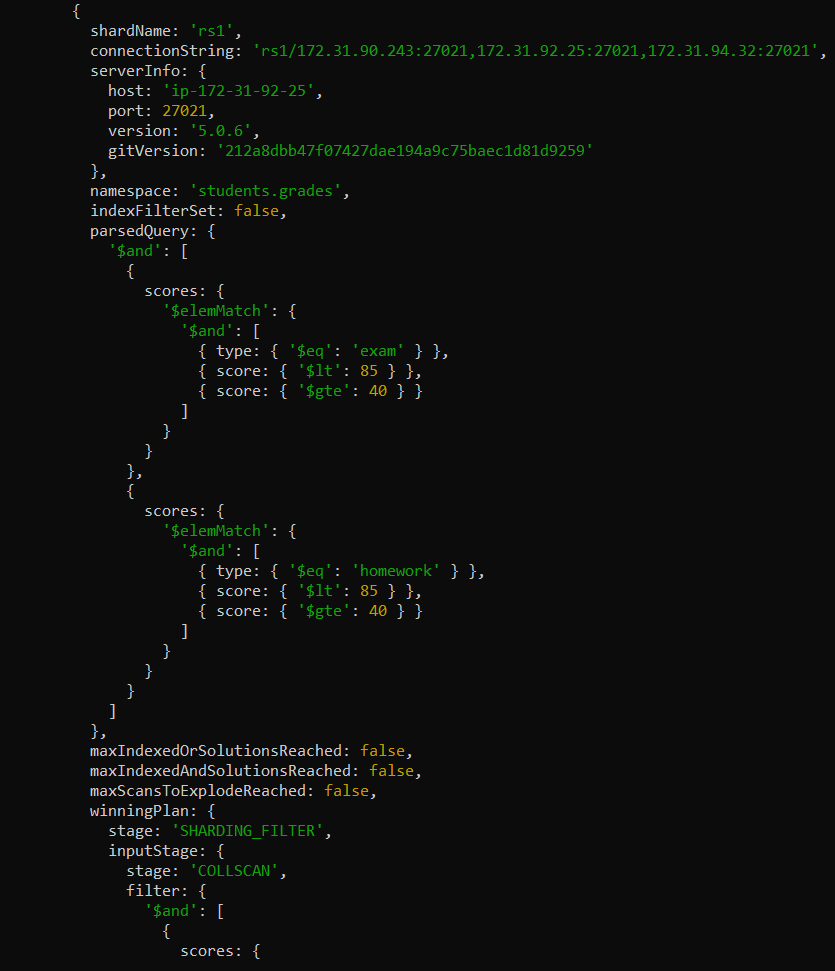 {
shardName: 'rs1',
connectionString: 'rs1/172.31.90.243:27021,172.31.92.25:27021,172.31.94.32:27021',
serverInfo: {
host: 'ip-172-31-92-25',
port: 27021,
version: '5.0.6',
gitVersion: '212a8dbb47f07427dae194a9c75baec1d81d9259'
},
namespace: 'students.grades',
indexFilterSet: false,
parsedQuery: {
'$and': [
{
scores: {
'$elemMatch': {
'$and': [
{ type: { '$eq': 'exam' } },
{ score: { '$lt': 85 } },
{ score: { '$gte': 40 } }
]
}
}
},
{
scores: {
'$elemMatch': {
'$and': [
{ type: { '$eq': 'homework' } },
{ score: { '$lt': 85 } },
{ score: { '$gte': 40 } }
]
}
}
}
]
},
maxIndexedOrSolutionsReached: false,
maxIndexedAndSolutionsReached: false,
maxScansToExplodeReached: false,
winningPlan: {
stage: 'SHARDING_FILTER',
inputStage: {
stage: 'COLLSCAN',
filter: {
'$and': [
{
scores: {